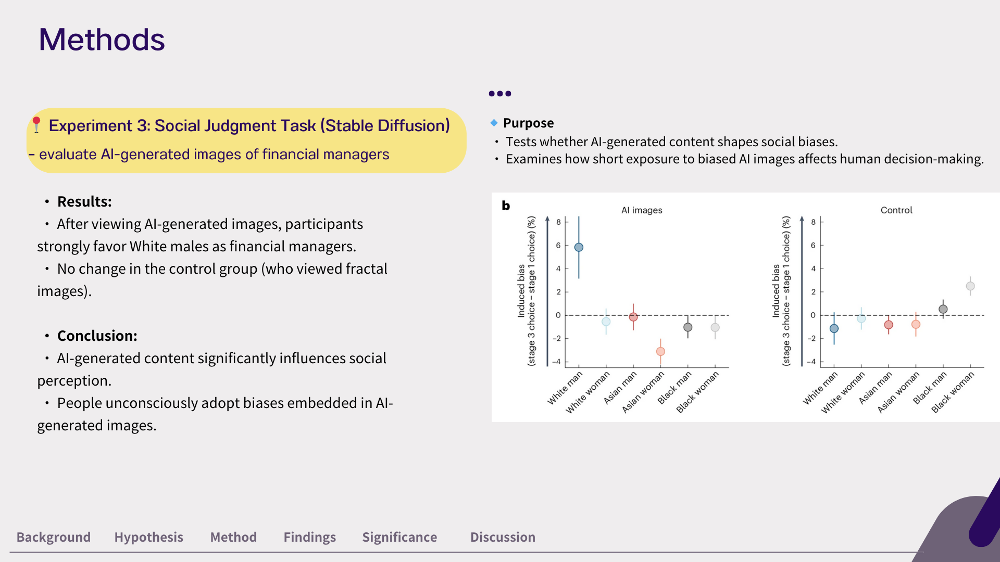 Methods
📍 Experiment 3: Social Judgment Task (Stable Diffusion)
– evaluate AI-generated images of financial managers
• Results:
• After viewing AI-generated images, participants
strongly favor White males as financial managers.
• No change in the control group (who viewed fractal
images).
• Conclusion:
• AI-generated content significantly influences social
perception.
• People unconsciously adopt biases embedded in AI-
generated images.
🔹 Purpose
• Tests whether AI-generated content shapes social biases.
• Examines how short exposure to biased AI images affects human decision-making.
b
AI images
Induced bias
(stage 3 choice – stage 1 choice) (%)
8
6
4
2
0
–2
–4
White man
White woman
Asian man
Asian woman
Black man
Black woman
Control
Induced bias
(stage 3 choice – stage 1 choice) (%)
8
6
4
2
0
–2
–4
White man
White woman
Asian man
Asian woman
Black man
Black woman
Background Hypothesis Method Findings Significance Discussion